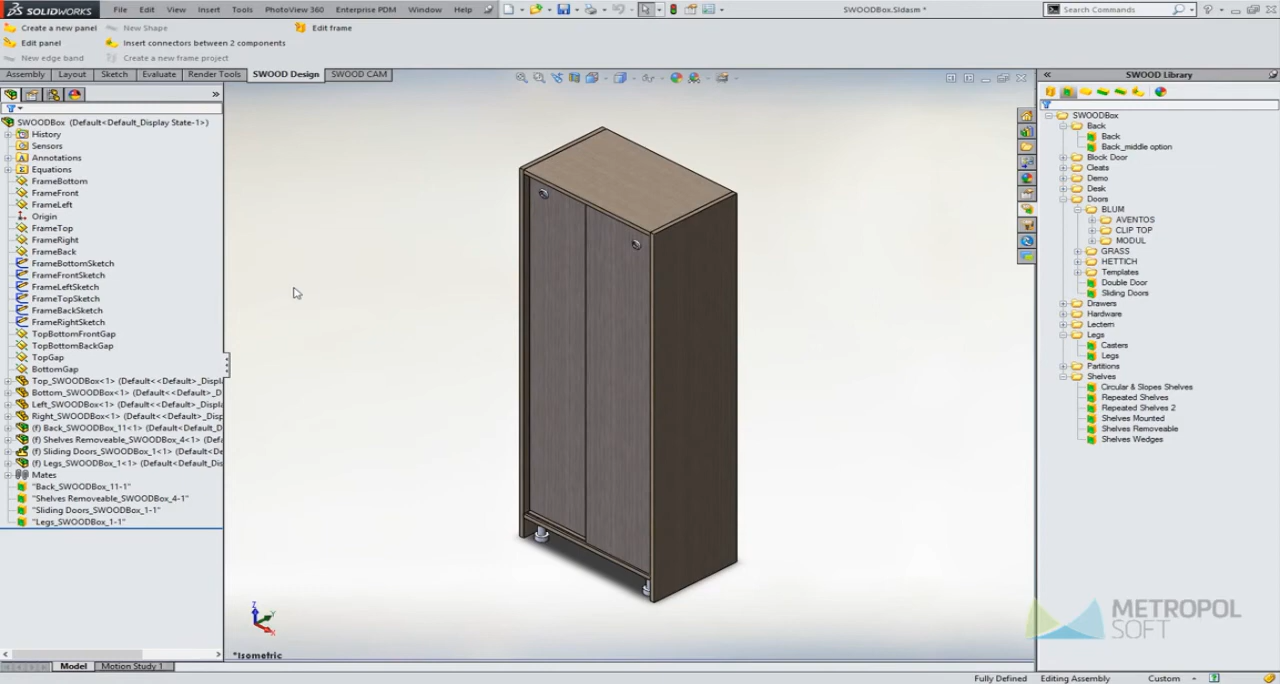 SOLIDWORKS File Edit View Insert Tools PhotoView 360 Enterprise PDM Window Help SWOODBox.Sldasm * Search Commands
Create a new panel New Shape Edit frame
Edit panel Insert connectors between 2 components
New edge band Create a new frame project
Assembly Layout Sketch Evaluate Render Tools SWOOD Design SWOOD CAM
SWOODBox (Default<Default_Display State-1>)
History
Sensors
Annotations
Equations
FrameBottom
FrameFront
FrameLeft
Origin
FrameTop
FrameRight
FrameBack
FrameBottomSketch
FrameFrontSketch
FrameLeftSketch
FrameTopSketch
FrameBackSketch
FrameRightSketch
TopBottomFrontGap
TopBottomBackGap
TopGap
BottomGap
Top_SWOODBox<1> (Default<<Default>_Displa
Bottom_SWOODBox<1> (Default<<Default>_D
Left_SWOODBox<1> (Default<<Default>_Displ
Right_SWOODBox<1> (Default<<Default>_Disp
(f) Back_SWOODBox_11<1> (Default<Default_D
(f) Shelves Removeable_SWOODBox_4<1> (Def
(f) Sliding Doors_SWOODBox_1<1> (Default<De
(f) Legs_SWOODBox_1<1> (Default<Default_Dis
Mates
"Back_SWOODBox_11-1"
"Shelves Removeable_SWOODBox_4-1"
"Sliding Doors_SWOODBox_1-1"
"Legs_SWOODBox_1-1"
Z
Y
X
*Isometric
SWOOD Library
SWOODBox
Back
Back
Back_middle option
Block Door
Cleats
Demo
Desk
Doors
BLUM
AVENTOS
CLIP TOP
MODUL
GRASS
HETTICH
Templates
Double Door
Sliding Doors
Drawers
Hardware
Lectern
Legs
Casters
Legs
Partitions
Shelves
Circular & Slopes Shelves
Repeated Shelves
Repeated Shelves 2
Shelves Mounted
Shelves Removeable
Shelves Wedges
METROPOL
SOFT
Model Motion Study 1
Fully Defined Editing Assembly Custom